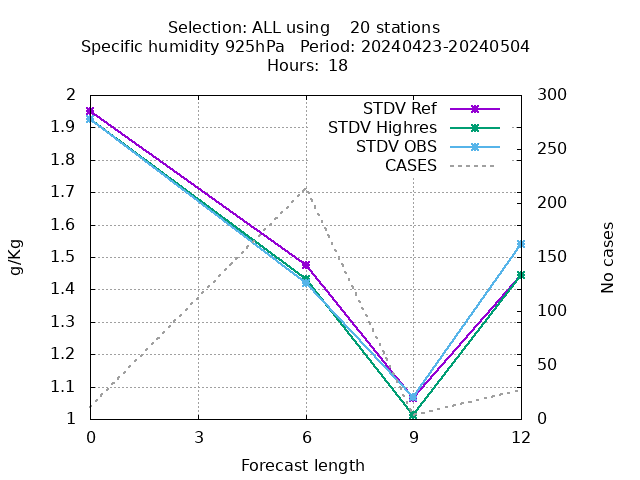 Selection: ALL using    20 stations
Specific humidity 925hPa   Period: 20240423-20240504
Hours: 18
STDV Ref
STDV Highres
STDV OBS
CASES
g/Kg
2
1.9
1.8
1.7
1.6
1.5
1.4
1.3
1.2
1.1
1
300
250
200
150
100
50
0
No cases
0 3 6 9 12
Forecast length